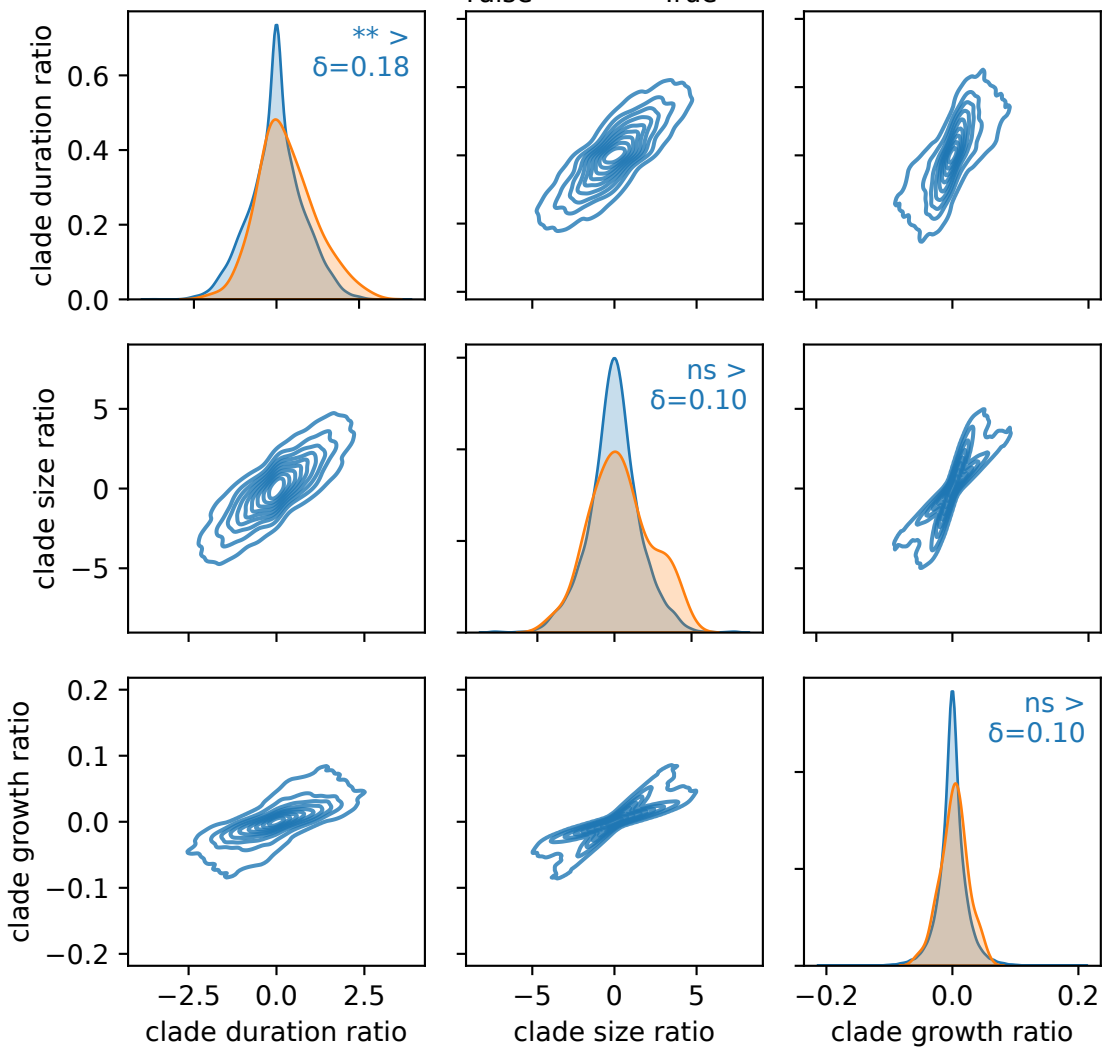 clade duration ratio
0.6
0.4
0.2
0.0
** >
δ=0.18
clade size ratio
5
0
−5
ns >
δ=0.10
clade growth ratio
0.2
0.1
0.0
−0.1
−0.2
ns >
δ=0.10
−2.5 0.0 2.5
−5 0 5
−0.2 0.0 0.2
clade duration ratio
clade size ratio
clade growth ratio